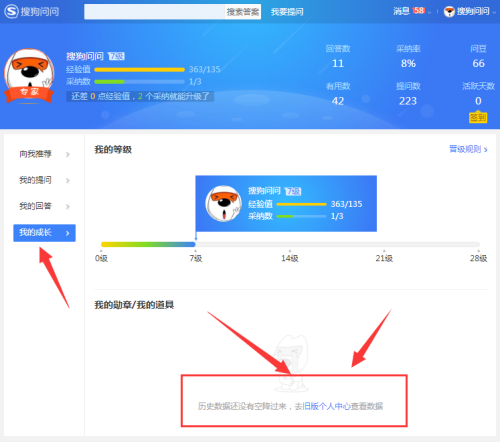 搜狗问问 搜索答案 我要提问 消息 58 搜狗问问
搜狗问问 7级
经验值 363/135
采纳数 1/3
还差 0 点经验值，2 个采纳就能升级了
专家
回答数 采纳率 问豆
11 8% 66
有用数 提问数 活跃天数
42 223 0
签到
向我推荐
我的提问
我的回答
我的成长
我的等级 晋级规则
搜狗问问 7级
经验值 363/135
采纳数 1/3
0级 7级 14级 21级 28级
我的勋章/我的道具
历史数据还没有空降过来，去旧版个人中心查看数据